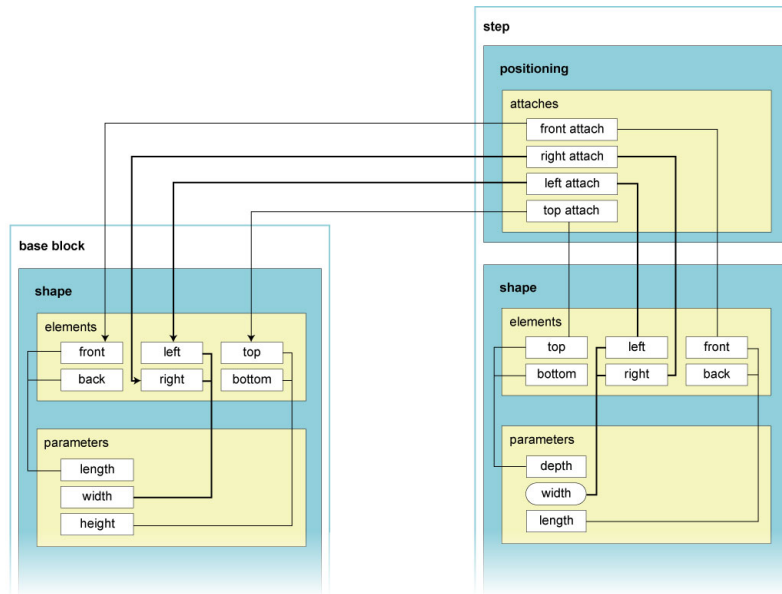 step
positioning
attaches
front attach
right attach
left attach
top attach
base block
shape
elements
front left top
back right bottom
parameters
length
width
height
shape
elements
top left front
bottom right back
parameters
depth
width
length